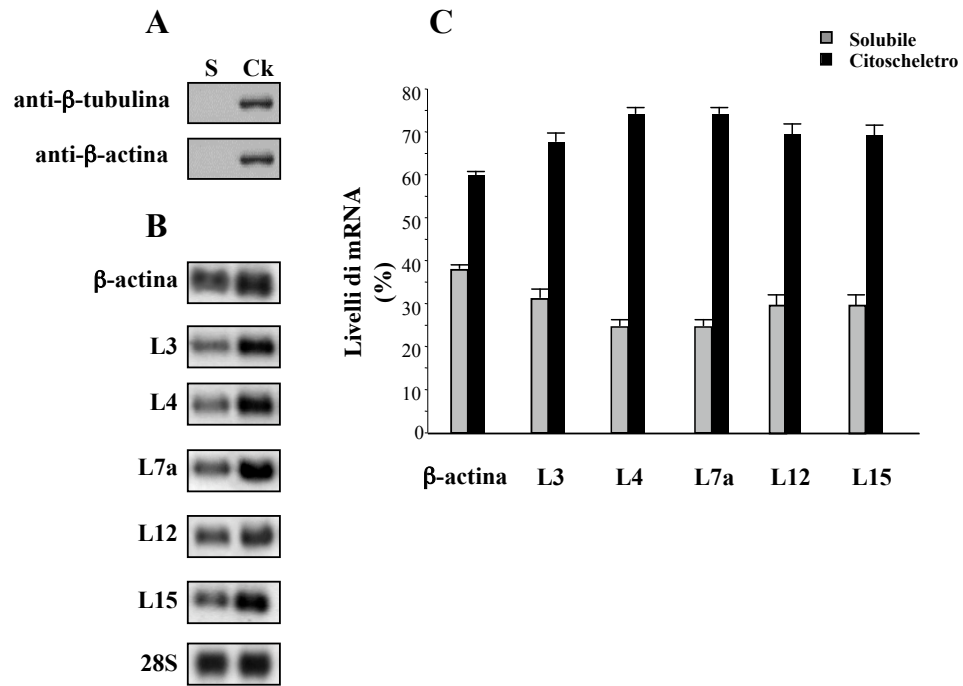 A
S Ck
anti-β-tubulina
anti-β-actina
B
β-actina
L3
L4
L7a
L12
L15
28S
C
Solubile
Citoscheletro
Livelli di mRNA
(%)
80
70
60
50
40
30
20
0
β-actina L3 L4 L7a L12 L15